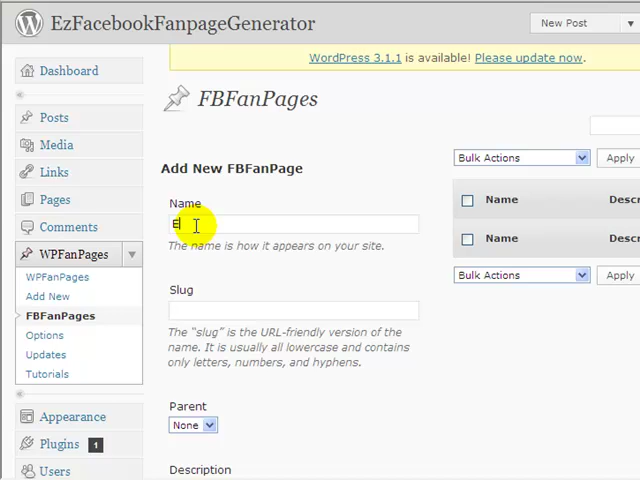 EzFacebookFanpageGenerator
New Post
WordPress 3.1.1 is available! Please update now.
Dashboard
Posts
Media
Links
Pages
Comments
WPFanPages
WPFanPages
Add New
FBFanPages
Options
Updates
Tutorials
Appearance
Plugins 1
Users
FBFanPages
Add New FBFanPage
Name
E
The name is how it appears on your site.
Slug
The “slug” is the URL-friendly version of the
name. It is usually all lowercase and contains
only letters, numbers, and hyphens.
Parent
None
Description
Bulk Actions Apply
Name Descr
Name Descr
Bulk Actions Apply